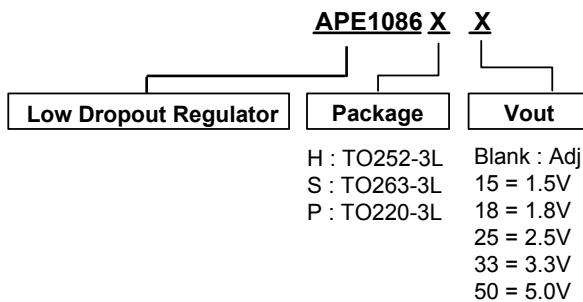 APE1086 X X
Low Dropout Regulator
Package
Vout
H : TO252-3L
S : TO263-3L
P : TO220-3L
Blank : Adj
15 = 1.5V
18 = 1.8V
25 = 2.5V
33 = 3.3V
50 = 5.0V